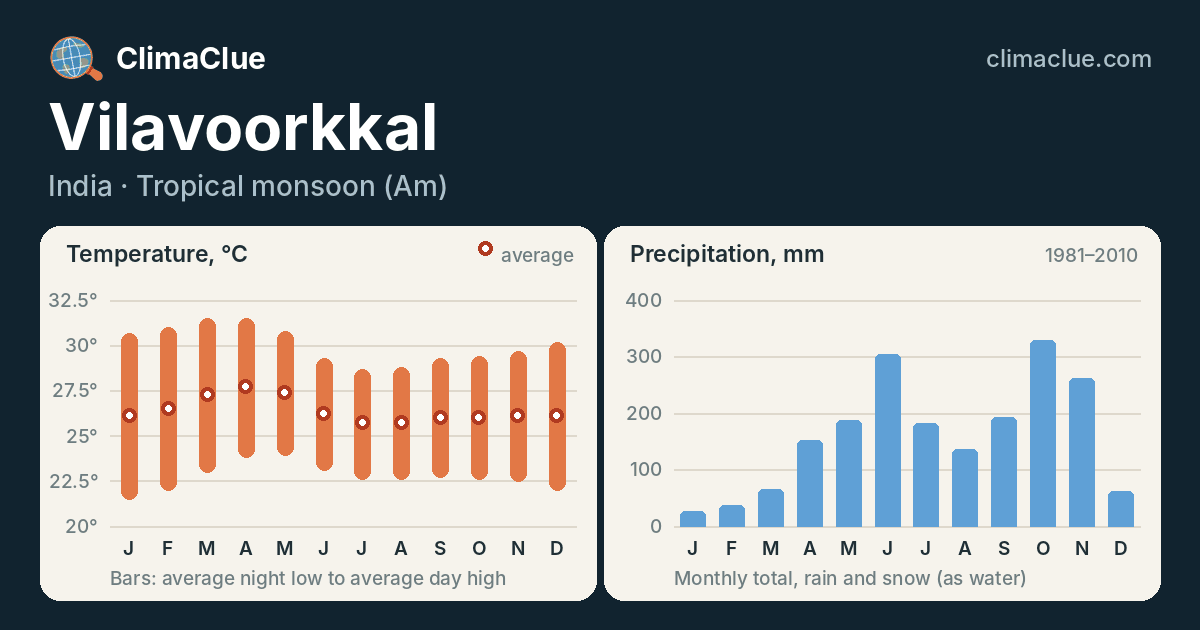 ClimaClue
climaclue.com
Vilavoorkkal
India · Tropical monsoon (Am)
Temperature, °C
average
32.5°
30°
27.5°
25°
22.5°
20°
J F M A M J J A S O N D
Bars: average night low to average day high
Precipitation, mm
1981–2010
400
300
200
100
0
J F M A M J J A S O N D
Monthly total, rain and snow (as water)